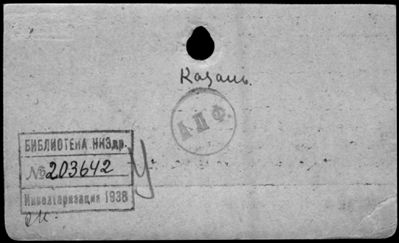 Казань.
А.П.Ф.
БИБЛИОТЕКА НИЗдр.
№ 203642
У.
Инвентаризация 1938